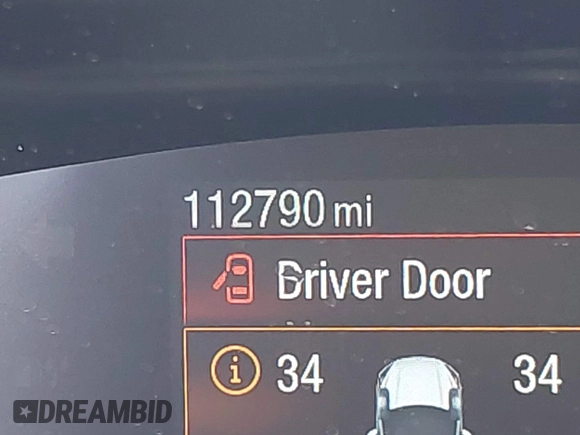 112790 mi
Driver Door
34 34
DREAMBID